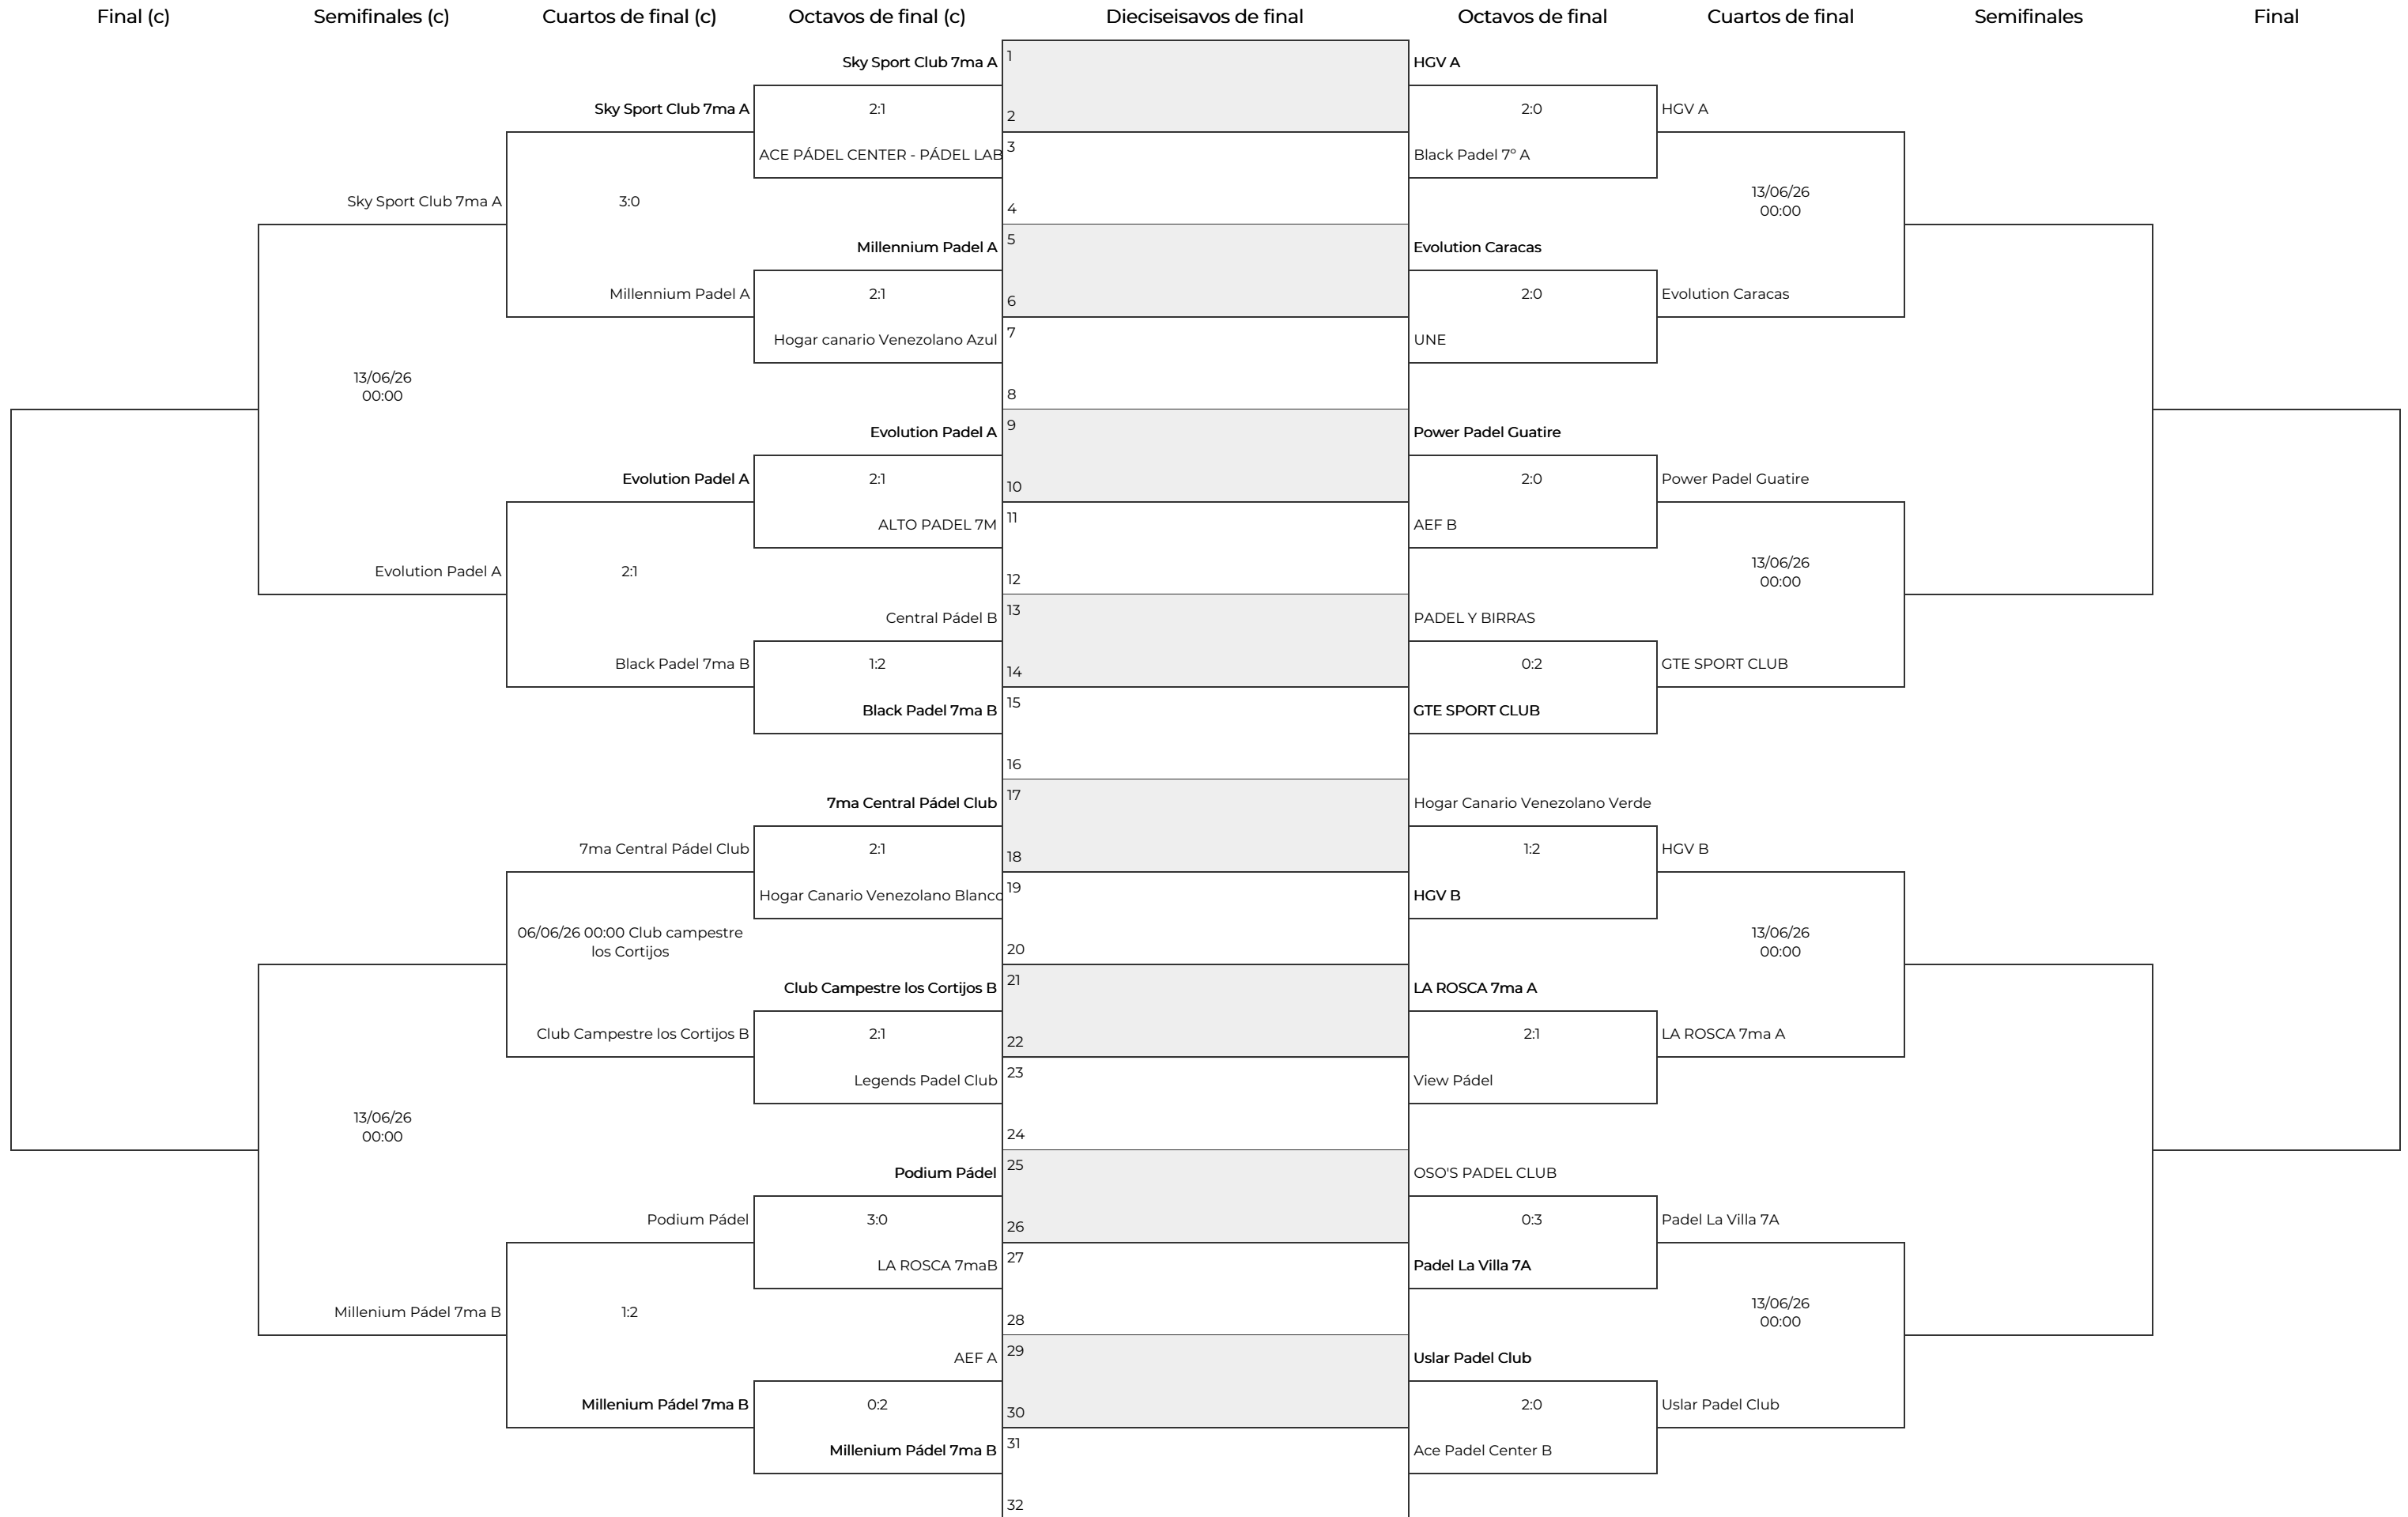 Final (c)
Semifinales (c)
Cuartos de final (c)
Octavos de final (c)
Dieciseisavos de final
Octavos de final
Cuartos de final
Semifinales
Final
Sky Sport Club 7ma A
1
HGV A
Sky Sport Club 7ma A
2:1
2
2:0
HGV A
ACE PÁDEL CENTER - PÁDEL LAB
3
Black Padel 7º A
Sky Sport Club 7ma A
3:0
4
13/06/26
00:00
Millennium Padel A
5
Evolution Caracas
Millennium Padel A
2:1
6
2:0
Evolution Caracas
Hogar canario Venezolano Azul
7
UNE
13/06/26
00:00
8
Evolution Padel A
9
Power Padel Guatire
Evolution Padel A
2:1
10
2:0
Power Padel Guatire
ALTO PADEL 7M
11
AEF B
Evolution Padel A
2:1
12
13/06/26
00:00
Central Pádel B
13
PADEL Y BIRRAS
Black Padel 7ma B
1:2
14
0:2
GTE SPORT CLUB
Black Padel 7ma B
15
GTE SPORT CLUB
16
7ma Central Pádel Club
17
Hogar Canario Venezolano Verde
7ma Central Pádel Club
2:1
18
1:2
HGV B
Hogar Canario Venezolano Blanco
19
HGV B
06/06/26 00:00 Club campestre
los Cortijos
20
13/06/26
00:00
Club Campestre los Cortijos B
21
LA ROSCA 7ma A
Club Campestre los Cortijos B
2:1
22
2:1
LA ROSCA 7ma A
Legends Padel Club
23
View Pádel
13/06/26
00:00
24
Podium Pádel
25
OSO'S PADEL CLUB
Podium Pádel
3:0
26
0:3
Padel La Villa 7A
LA ROSCA 7maB
27
Padel La Villa 7A
Millenium Pádel 7ma B
1:2
28
13/06/26
00:00
AEF A
29
Uslar Padel Club
Millenium Pádel 7ma B
0:2
30
2:0
Uslar Padel Club
Millenium Pádel 7ma B
31
Ace Padel Center B
32